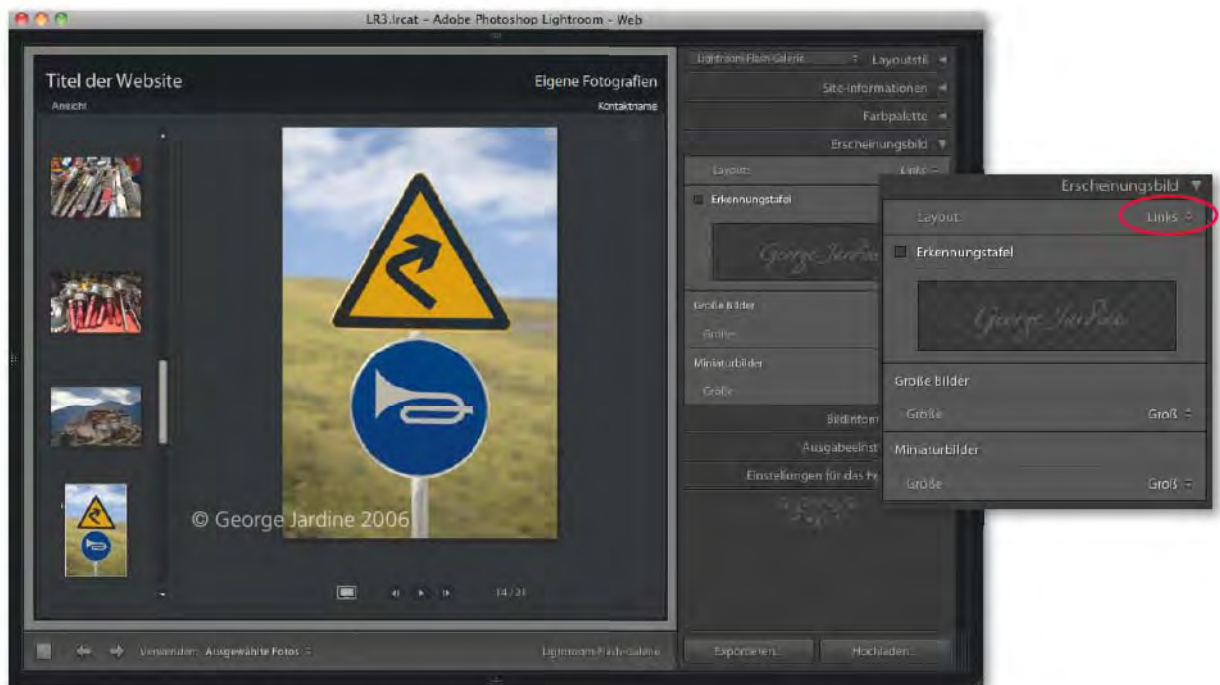 LR3.lrcat – Adobe Photoshop Lightroom – Web
Titel der Website
Eigene Fotografien
Ansicht
Kontaktname
© George Jardine 2006
14/21
Verwenden: Ausgewählte Fotos
Lightroom-Flash-Galerie
Lightroom-Flash-Galerie Layoutstil
Site-Informationen
Farbpalette
Erscheinungsbild
Layout: Links
Erkennungstafel
George Jardine
Große Bilder
Größe
Miniaturbilder
Größe
Bildinform
Ausgabeeinst
Einstellungen für das
Exportieren...
Hochladen...
Erscheinungsbild
Layout: Links
Erkennungstafel
George Jardine
Große Bilder
Größe Groß
Miniaturbilder
Größe Groß